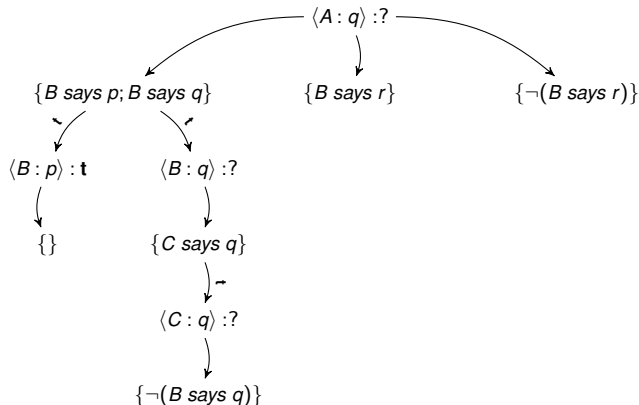 ⟨A : q⟩ :?
{B says p; B says q} {B says r} {¬(B says r)}
t t
⟨B : p⟩ : t ⟨B : q⟩ :?
{} {C says q}
t
⟨C : q⟩ :?
{¬(B says q)}